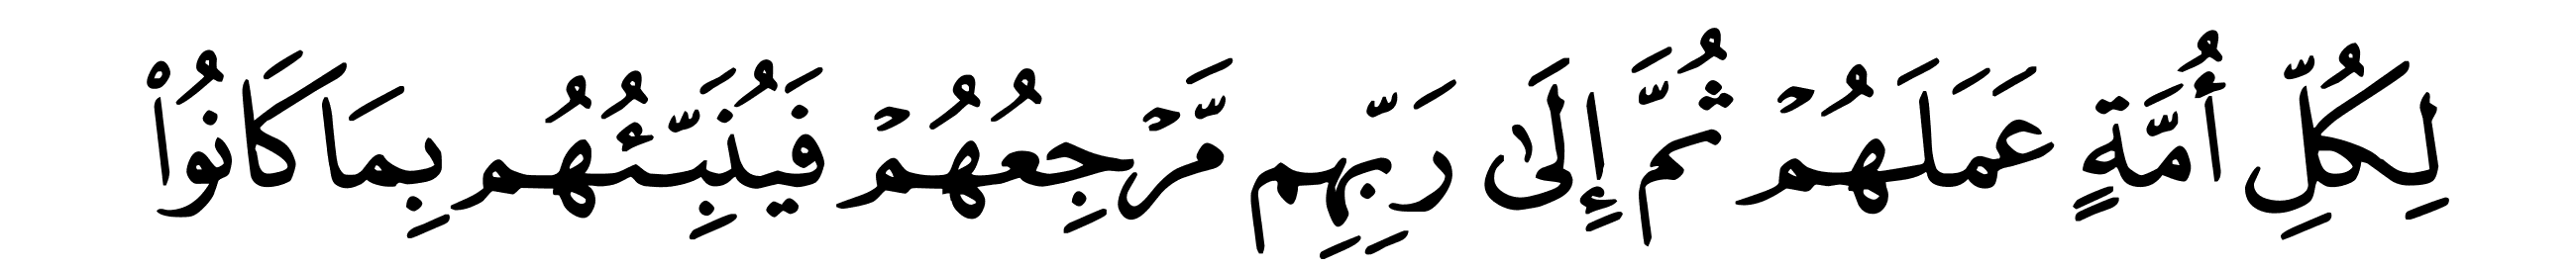 لِكُلِّ أُمَّةٍ عَمَلَهُمۡ ثُمَّ إِلَىٰ رَبِّهِم مَّرۡجِعُهُمۡ فَيُنَبِّئُهُم بِمَا كَانُواْ